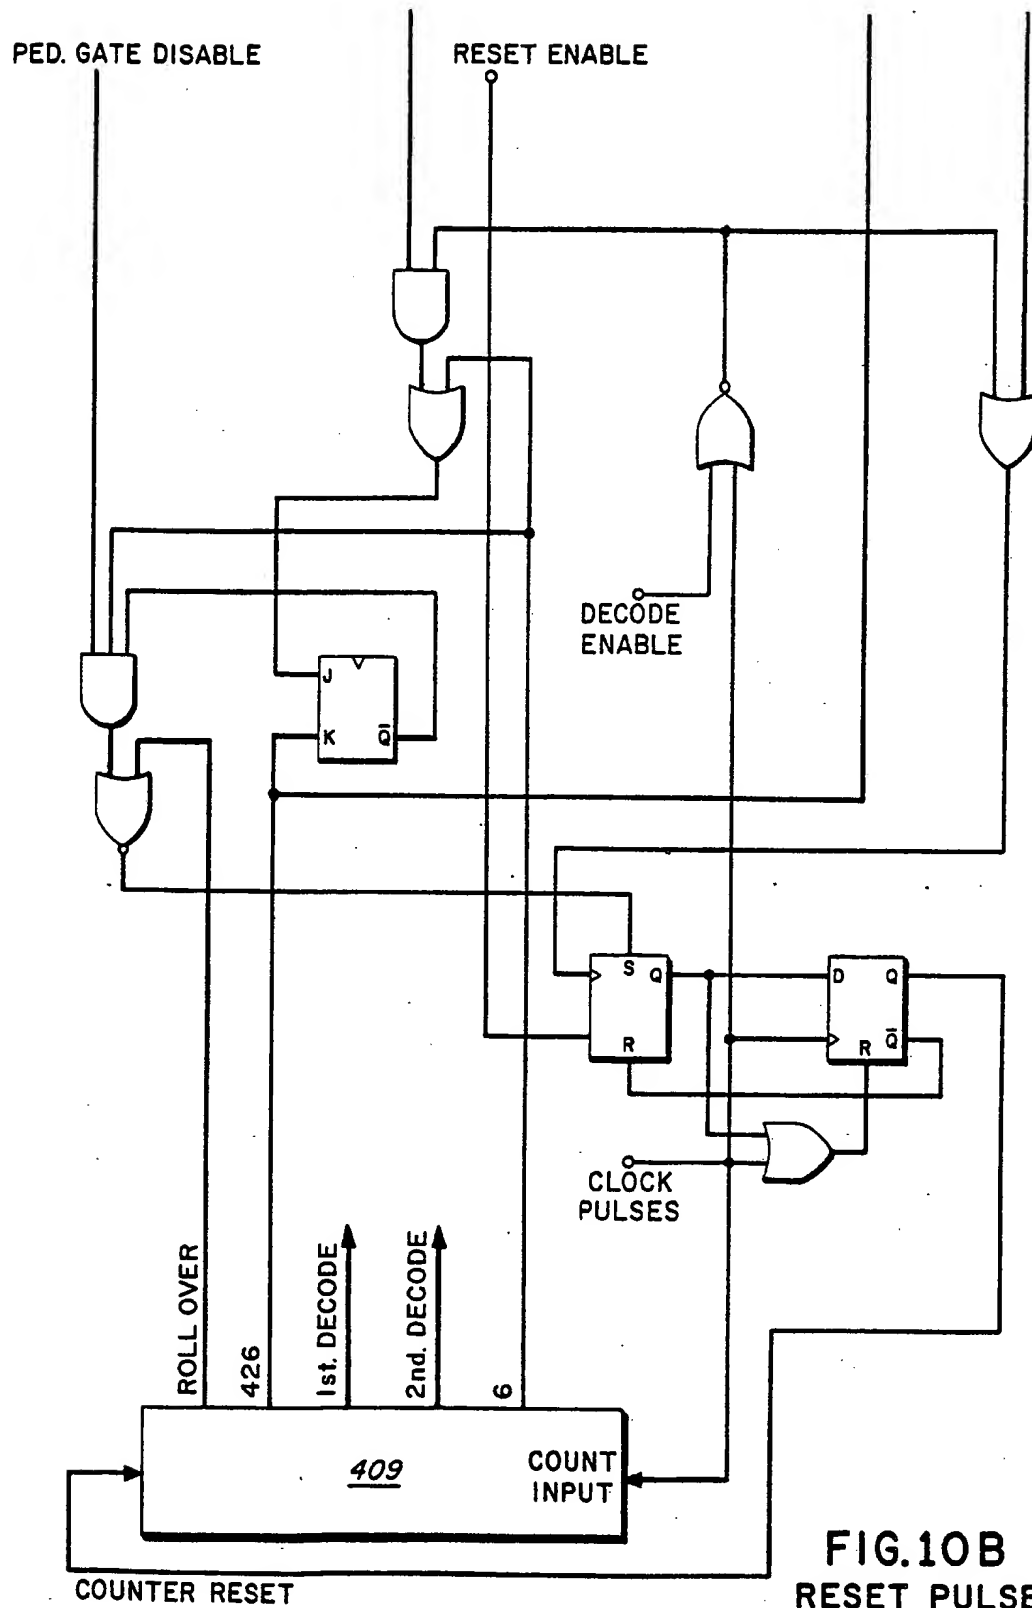 PED. GATE DISABLE
RESET ENABLE
DECODE
ENABLE
J
K
Q̅
S
Q
R
D
Q
R
Q̅
CLOCK
PULSES
ROLL OVER
426
1st. DECODE
2nd. DECODE
6
409
COUNT
INPUT
COUNTER RESET
FIG.10B
RESET PULSE